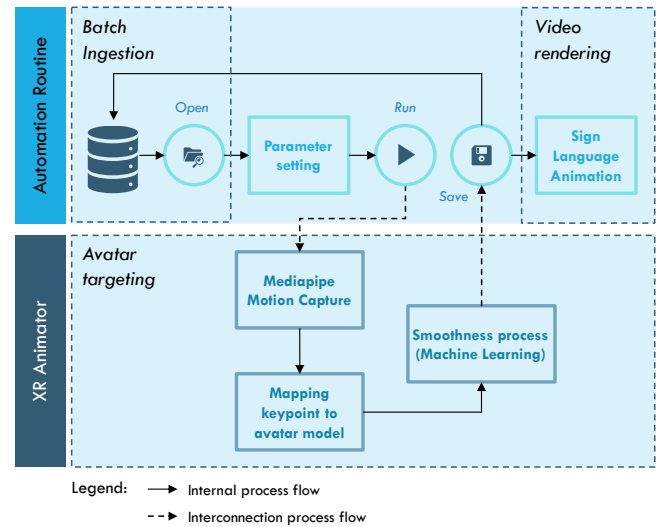 Automation Routine
Batch
Ingestion
Video
rendering
Open
Run
Parameter
setting
Save
Sign
Language
Animation
XR Animator
Avatar
targeting
Mediapipe
Motion Capture
Smoothness process
(Machine Learning)
Mapping
keypoint to
avatar model
Legend:
Internal process flow
Interconnection process flow